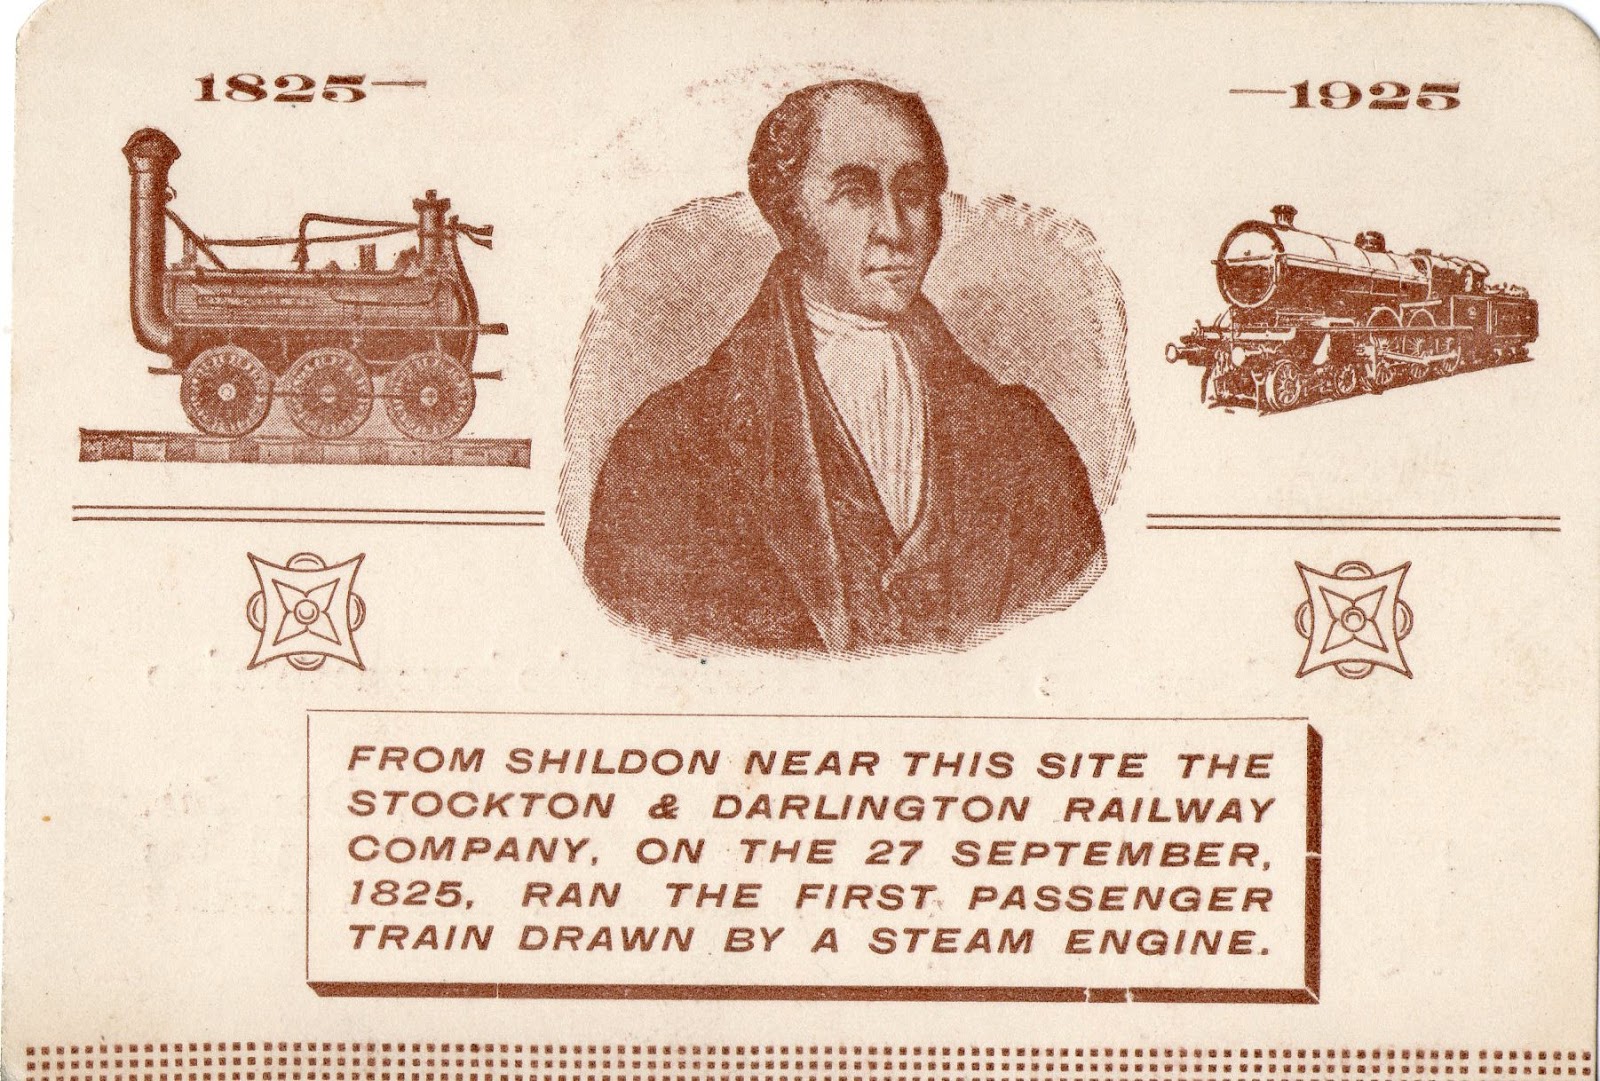 1825—
—1925
FROM SHILDON NEAR THIS SITE THE
STOCKTON & DARLINGTON RAILWAY
COMPANY, ON THE 27 SEPTEMBER,
1825, RAN THE FIRST PASSENGER
TRAIN DRAWN BY A STEAM ENGINE.